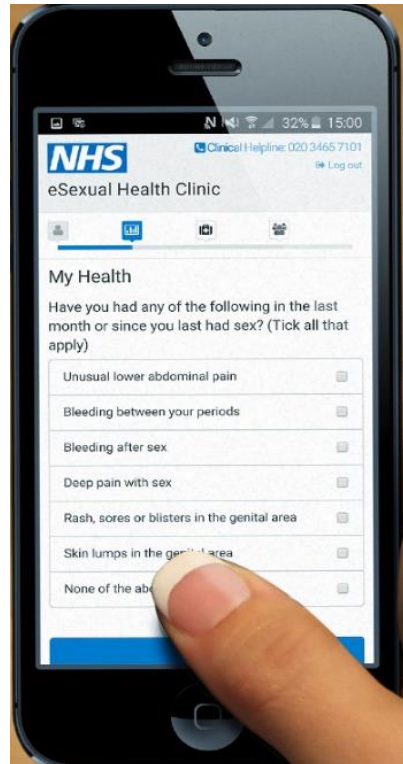 32% 15:00
NHS
Clinical Helpline: 020 3465 7101
Log out
eSexual Health Clinic
My Health
Have you had any of the following in the last
month or since you last had sex? (Tick all that
apply)
Unusual lower abdominal pain
Bleeding between your periods
Bleeding after sex
Deep pain with sex
Rash, sores or blisters in the genital area
Skin lumps in the genital area
None of the